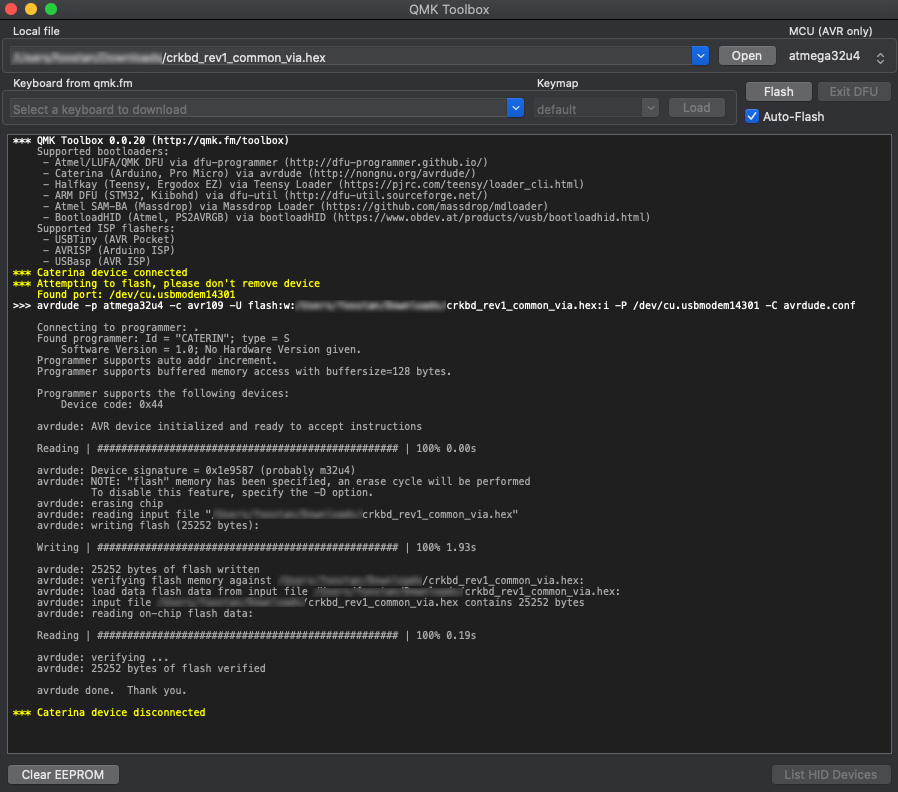 QMK Toolbox
Local file
MCU (AVR only)
/crkbd_rev1_common_via.hex
Open
atmega32u4
Keyboard from qmk.fm
Keymap
Select a keyboard to download
default
Load
Flash
Exit DFU
Auto-Flash
*** QMK Toolbox 0.0.20 (http://qmk.fm/toolbox)
Supported bootloaders:
- Atmel/LUFA/QMK DFU via dfu-programmer (http://dfu-programmer.github.io/)
- Caterina (Arduino, Pro Micro) via avrdude (http://nongnu.org/avrdude/)
- Halfkay (Teensy, Ergodox EZ) via Teensy Loader (https://pjrc.com/teensy/loader_cli.html)
- ARM DFU (STM32, Kiibohd) via dfu-util (http://dfu-util.sourceforge.net/)
- Atmel SAM-BA (Massdrop) via Massdrop Loader (https://github.com/massdrop/mdloader)
- BootloadHID (Atmel, PS2AVRGB) via bootloadHID (https://www.obdev.at/products/vusb/bootloadhid.html)
Supported ISP flashers:
- USBTiny (AVR Pocket)
- AVRISP (Arduino ISP)
- USBasp (AVR ISP)
*** Caterina device connected
*** Attempting to flash, please don't remove device
Found port: /dev/cu.usbmodem14301
>>> avrdude -p atmega32u4 -c avr109 -U flash:w: crkbd_rev1_common_via.hex:i -P /dev/cu.usbmodem14301 -C avrdude.conf
Connecting to programmer: .
Found programmer: Id = "CATERIN"; type = S
Software Version = 1.0; No Hardware Version given.
Programmer supports auto addr increment.
Programmer supports buffered memory access with buffersize=128 bytes.
Programmer supports the following devices:
Device code: 0x44
avrdude: AVR device initialized and ready to accept instructions
Reading | ################################################## | 100% 0.00s
avrdude: Device signature = 0x1e9587 (probably m32u4)
avrdude: NOTE: "flash" memory has been specified, an erase cycle will be performed
To disable this feature, specify the -D option.
avrdude: erasing chip
avrdude: reading input file " crkbd_rev1_common_via.hex"
avrdude: writing flash (25252 bytes):
Writing | ################################################## | 100% 1.93s
avrdude: 25252 bytes of flash written
avrdude: verifying flash memory against /crkbd_rev1_common_via.hex:
avrdude: load data flash data from input file crkbd_rev1_common_via.hex:
avrdude: input file /crkbd_rev1_common_via.hex contains 25252 bytes
avrdude: reading on-chip flash data:
Reading | ################################################## | 100% 0.19s
avrdude: verifying ...
avrdude: 25252 bytes of flash verified
avrdude done.  Thank you.
*** Caterina device disconnected
Clear EEPROM
List HID Devices